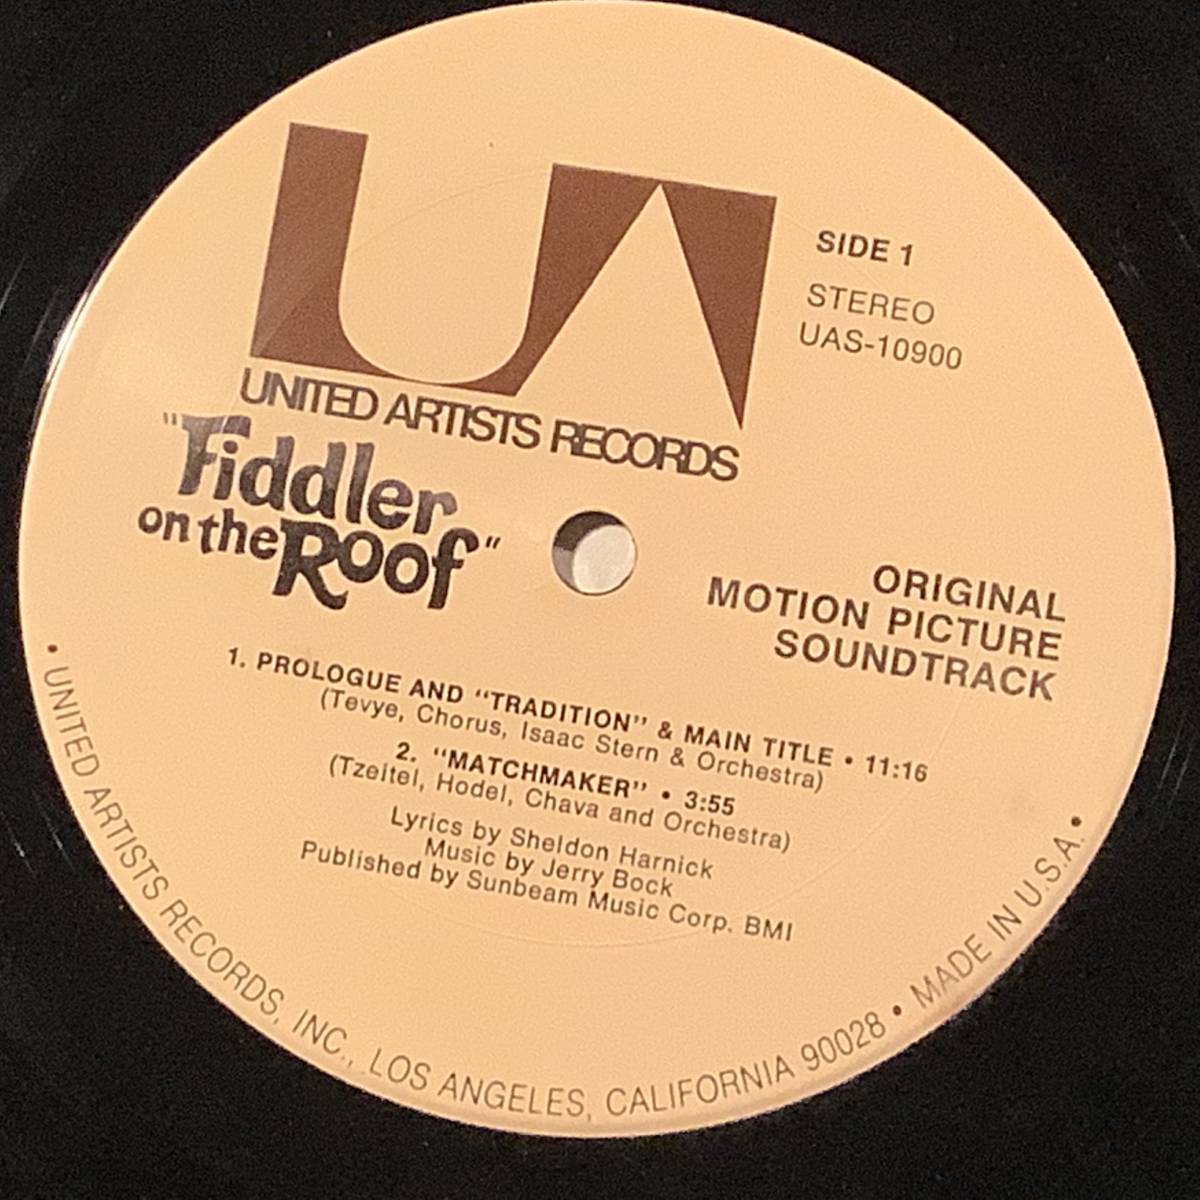 UA
UNITED ARTISTS RECORDS
SIDE 1
STEREO
UAS-10900
"Fiddler
on the Roof"
ORIGINAL
MOTION PICTURE
SOUNDTRACK
1. PROLOGUE AND "TRADITION" & MAIN TITLE • 11:16
(Tevye, Chorus, Isaac Stern & Orchestra)
2. "MATCHMAKER" • 3:55
(Tzeitel, Hodel, Chava and Orchestra)
Lyrics by Sheldon Harnick
Music by Jerry Bock
Published by Sunbeam Music Corp. BMI
• UNITED ARTISTS RECORDS, INC., LOS ANGELES, CALIFORNIA 90028 • MADE IN U.S.A. •